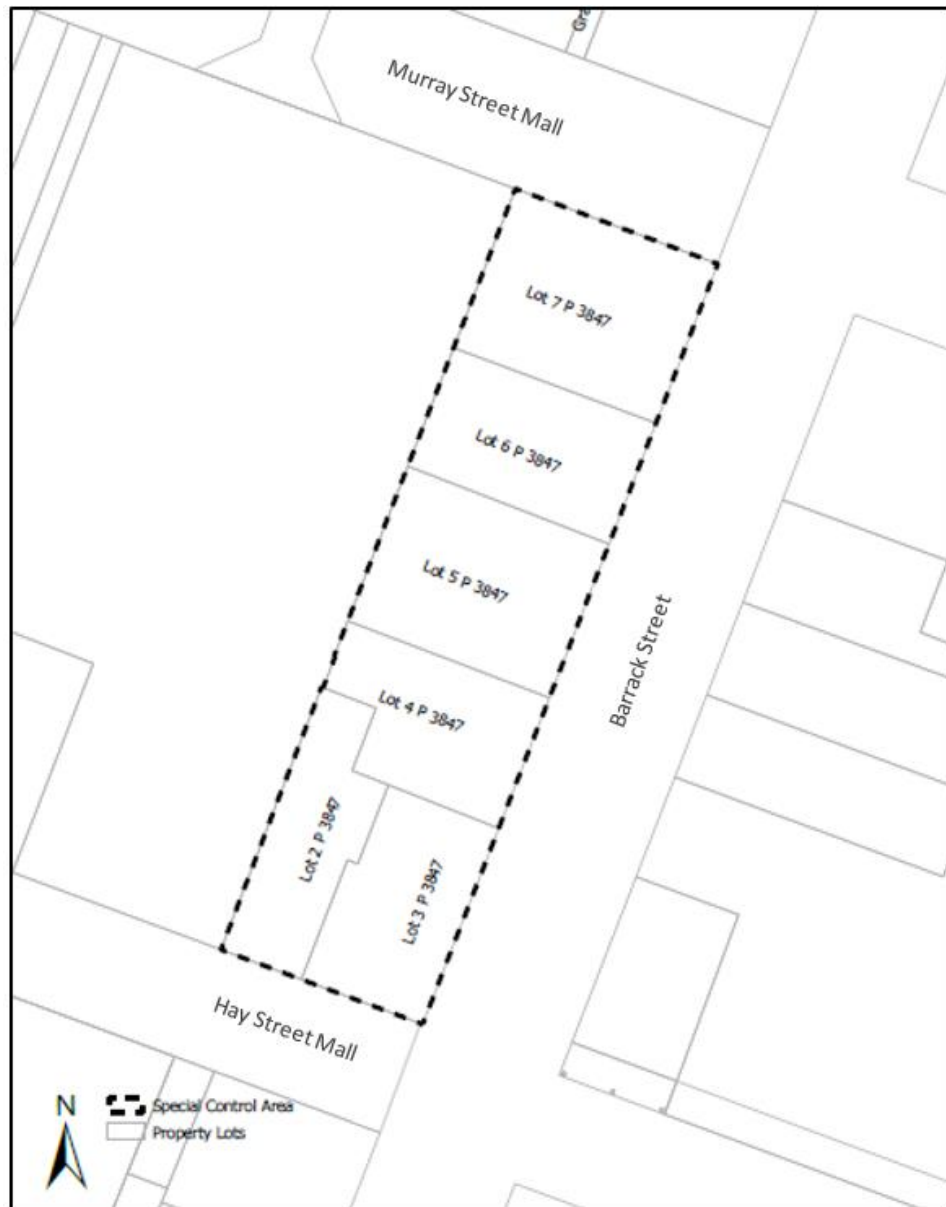 Gra
Murray Street Mall
Lot 7 P 3847
Lot 6 P 3847
Lot 5 P 3847
Barrack Street
Lot 4 P 3847
Lot 2 P 3847
Lot 3 P 3847
Hay Street Mall
N
Special Control Area
Property Lots